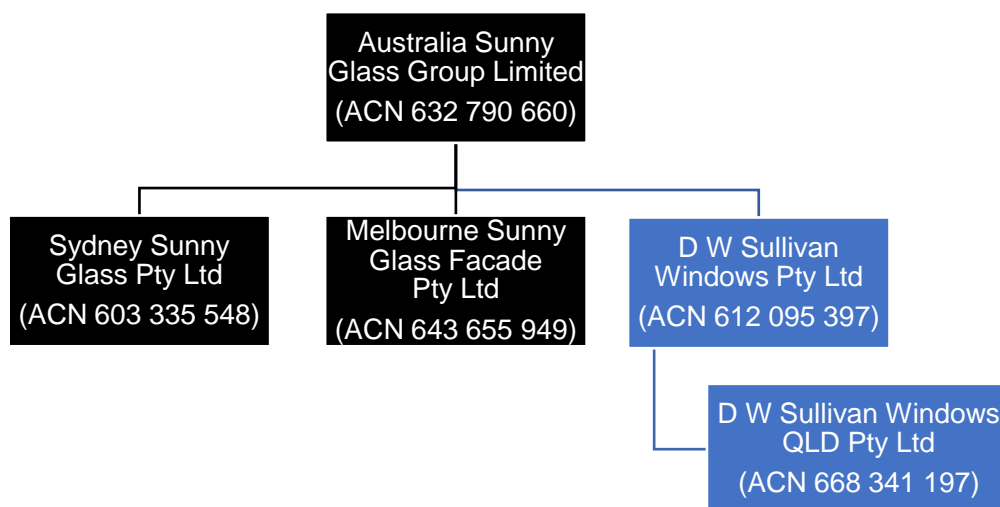 Australia Sunny
Glass Group Limited
(ACN 632 790 660)
Sydney Sunny
Glass Pty Ltd
(ACN 603 335 548)
Melbourne Sunny
Glass Facade
Pty Ltd
(ACN 643 655 949)
D W Sullivan
Windows Pty Ltd
(ACN 612 095 397)
D W Sullivan Windows
QLD Pty Ltd
(ACN 668 341 197)